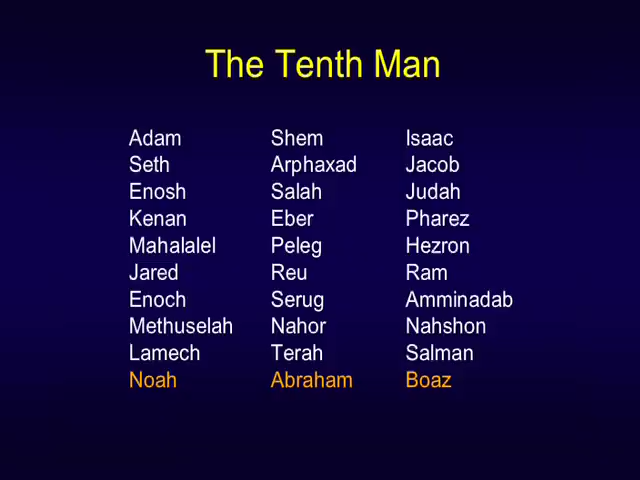 The Tenth Man
Adam Shem Isaac
Seth Arphaxad Jacob
Enosh Salah Judah
Kenan Eber Pharez
Mahalalel Peleg Hezron
Jared Reu Ram
Enoch Serug Amminadab
Methuselah Nahor Nahshon
Lamech Terah Salman
Noah Abraham Boaz